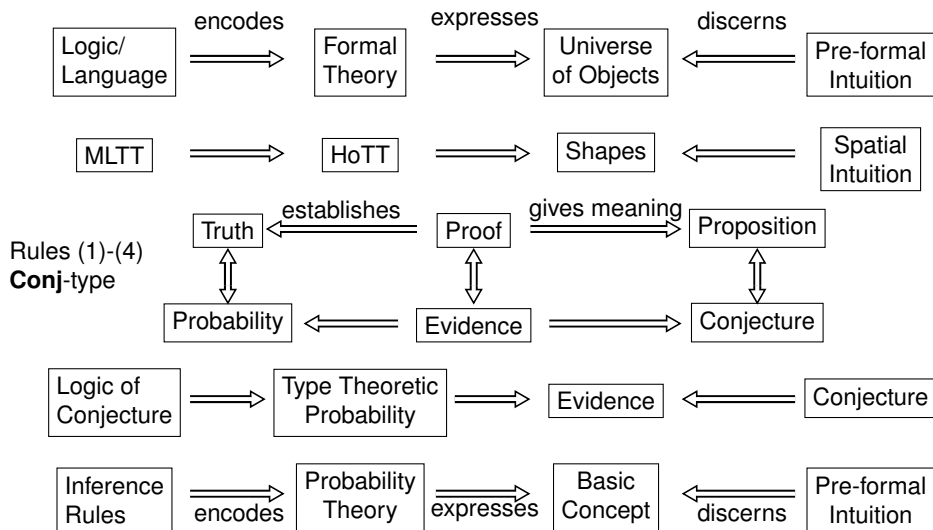 encodes expresses discerns
Logic/ Formal Universe Pre-formal
Language Theory of Objects Intuition
MLTT HoTT Shapes Spatial
Intuition
establishes gives meaning
Truth Proof Proposition
Rules (1)-(4)
Conj-type
Probability Evidence Conjecture
Logic of Type Theoretic Evidence Conjecture
Conjecture Probability
Inference Probability Basic Pre-formal
Rules Theory Concept Intuition
encodes expresses discerns